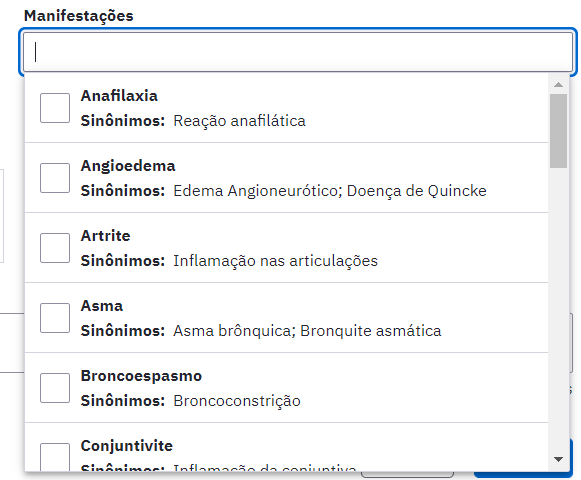 Manifestações
Anafilaxia
Sinônimos: Reação anafilática
Angioedema
Sinônimos: Edema Angioneurótico; Doença de Quincke
Artrite
Sinônimos: Inflamação nas articulações
Asma
Sinônimos: Asma brônquica; Bronquite asmática
Broncoespasmo
Sinônimos: Broncoconstrição
Conjuntivite
Sinônimos: Inflamação da conjuntiva